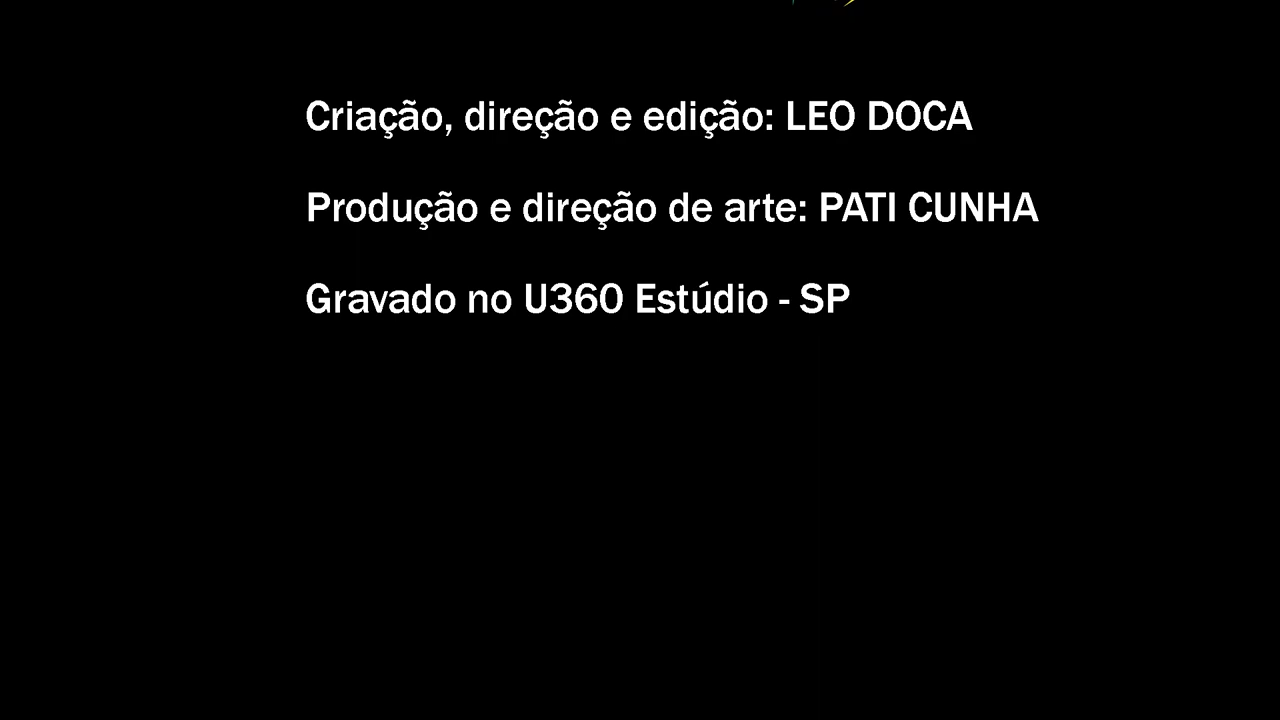 Criação, direção e edição: LEO DOCA
Produção e direção de arte: PATI CUNHA
Gravado no U360 Estúdio - SP